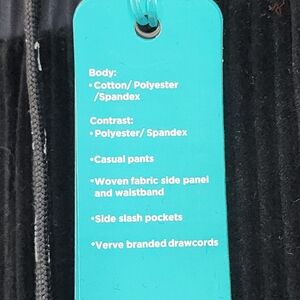 Body:
•Cotton/ Polyester
/Spandex
Contrast:
•Polyester/ Spandex
•Casual pants
•Woven fabric side panel
and waistband
•Side slash pockets
•Verve branded drawcords